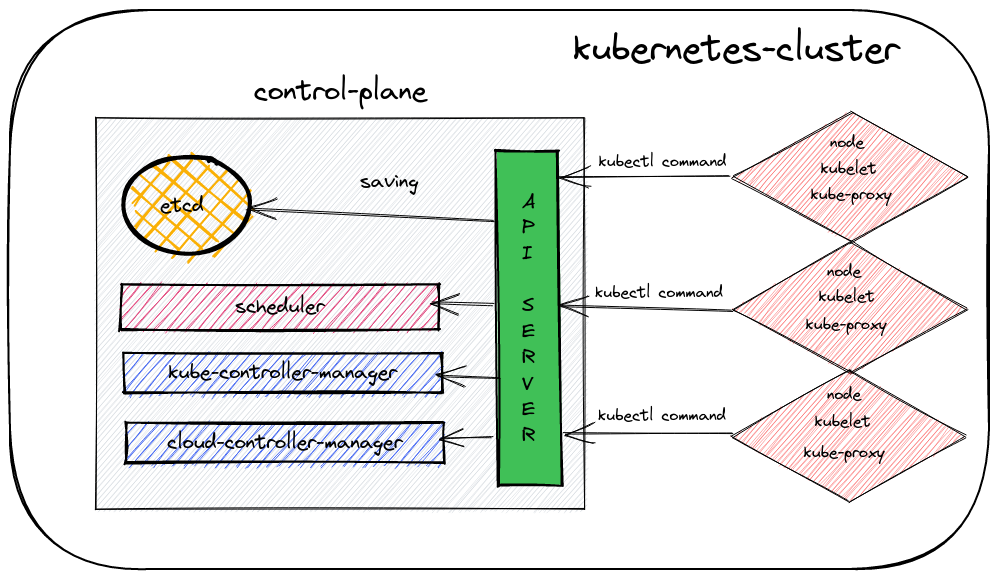 kubernetes-cluster
control-plane
etcd
saving
scheduler
kube-controller-manager
cloud-controller-manager
API SERVER
kubectl command
node
kubelet
kube-proxy
kubectl command
node
kubelet
kube-proxy
kubectl command
node
kubelet
kube-proxy